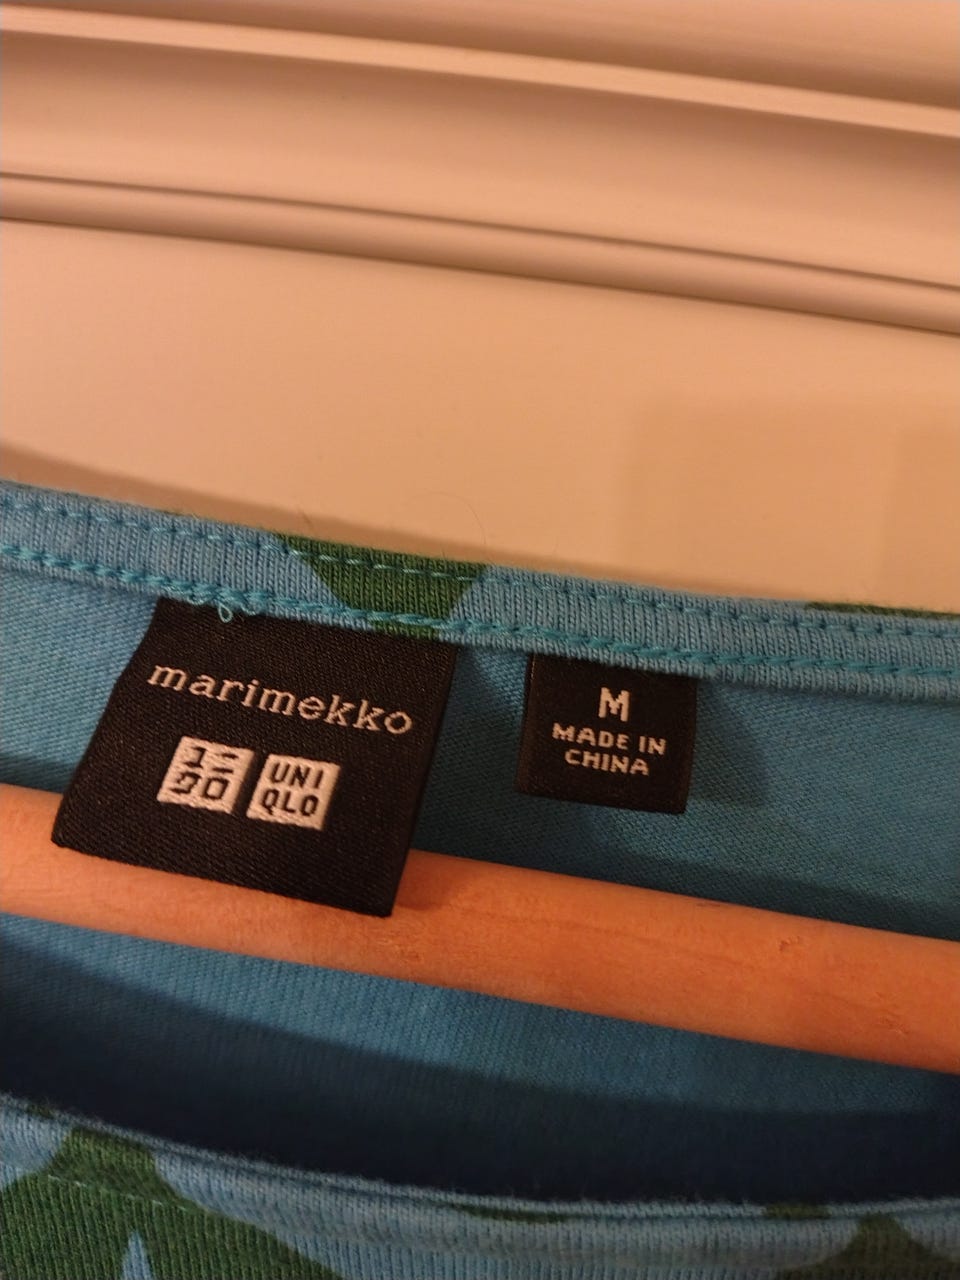 marimekko
ユニ UNI
クロ QLO
M
MADE IN
CHINA